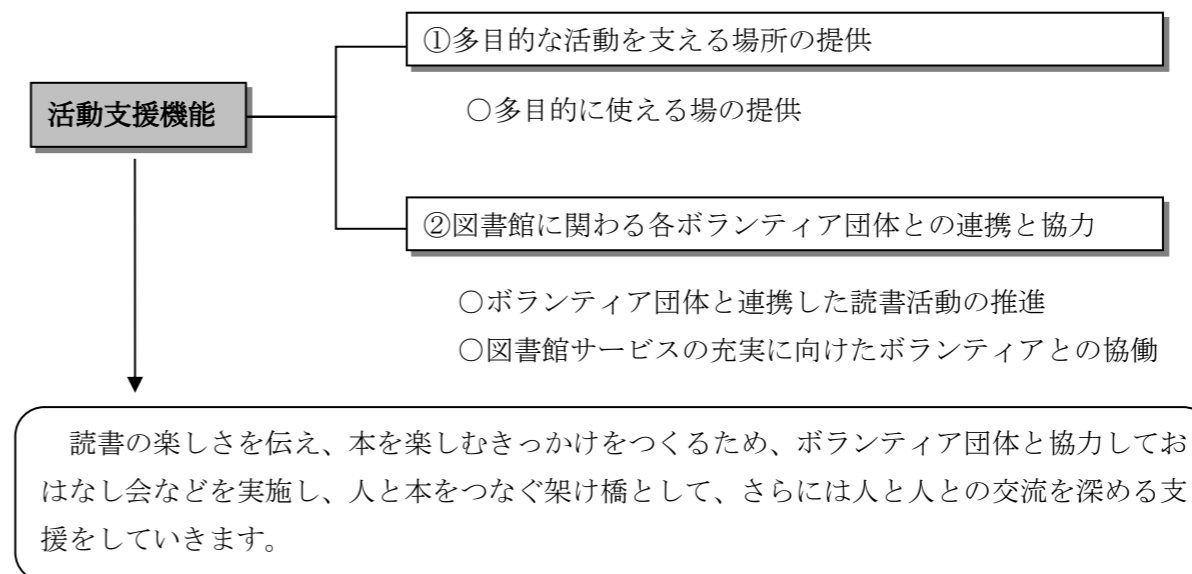 ①多目的な活動を支える場所の提供
活動支援機能
○多目的に使える場の提供
②図書館に関わる各ボランティア団体との連携と協力
○ボランティア団体と連携した読書活動の推進
○図書館サービスの充実に向けたボランティアとの協働
読書の楽しさを伝え、本を楽しむきっかけをつくるため、ボランティア団体と協力してお
はなし会などを実施し、人と本をつなぐ架け橋として、さらには人と人との交流を深める支
援をしていきます。